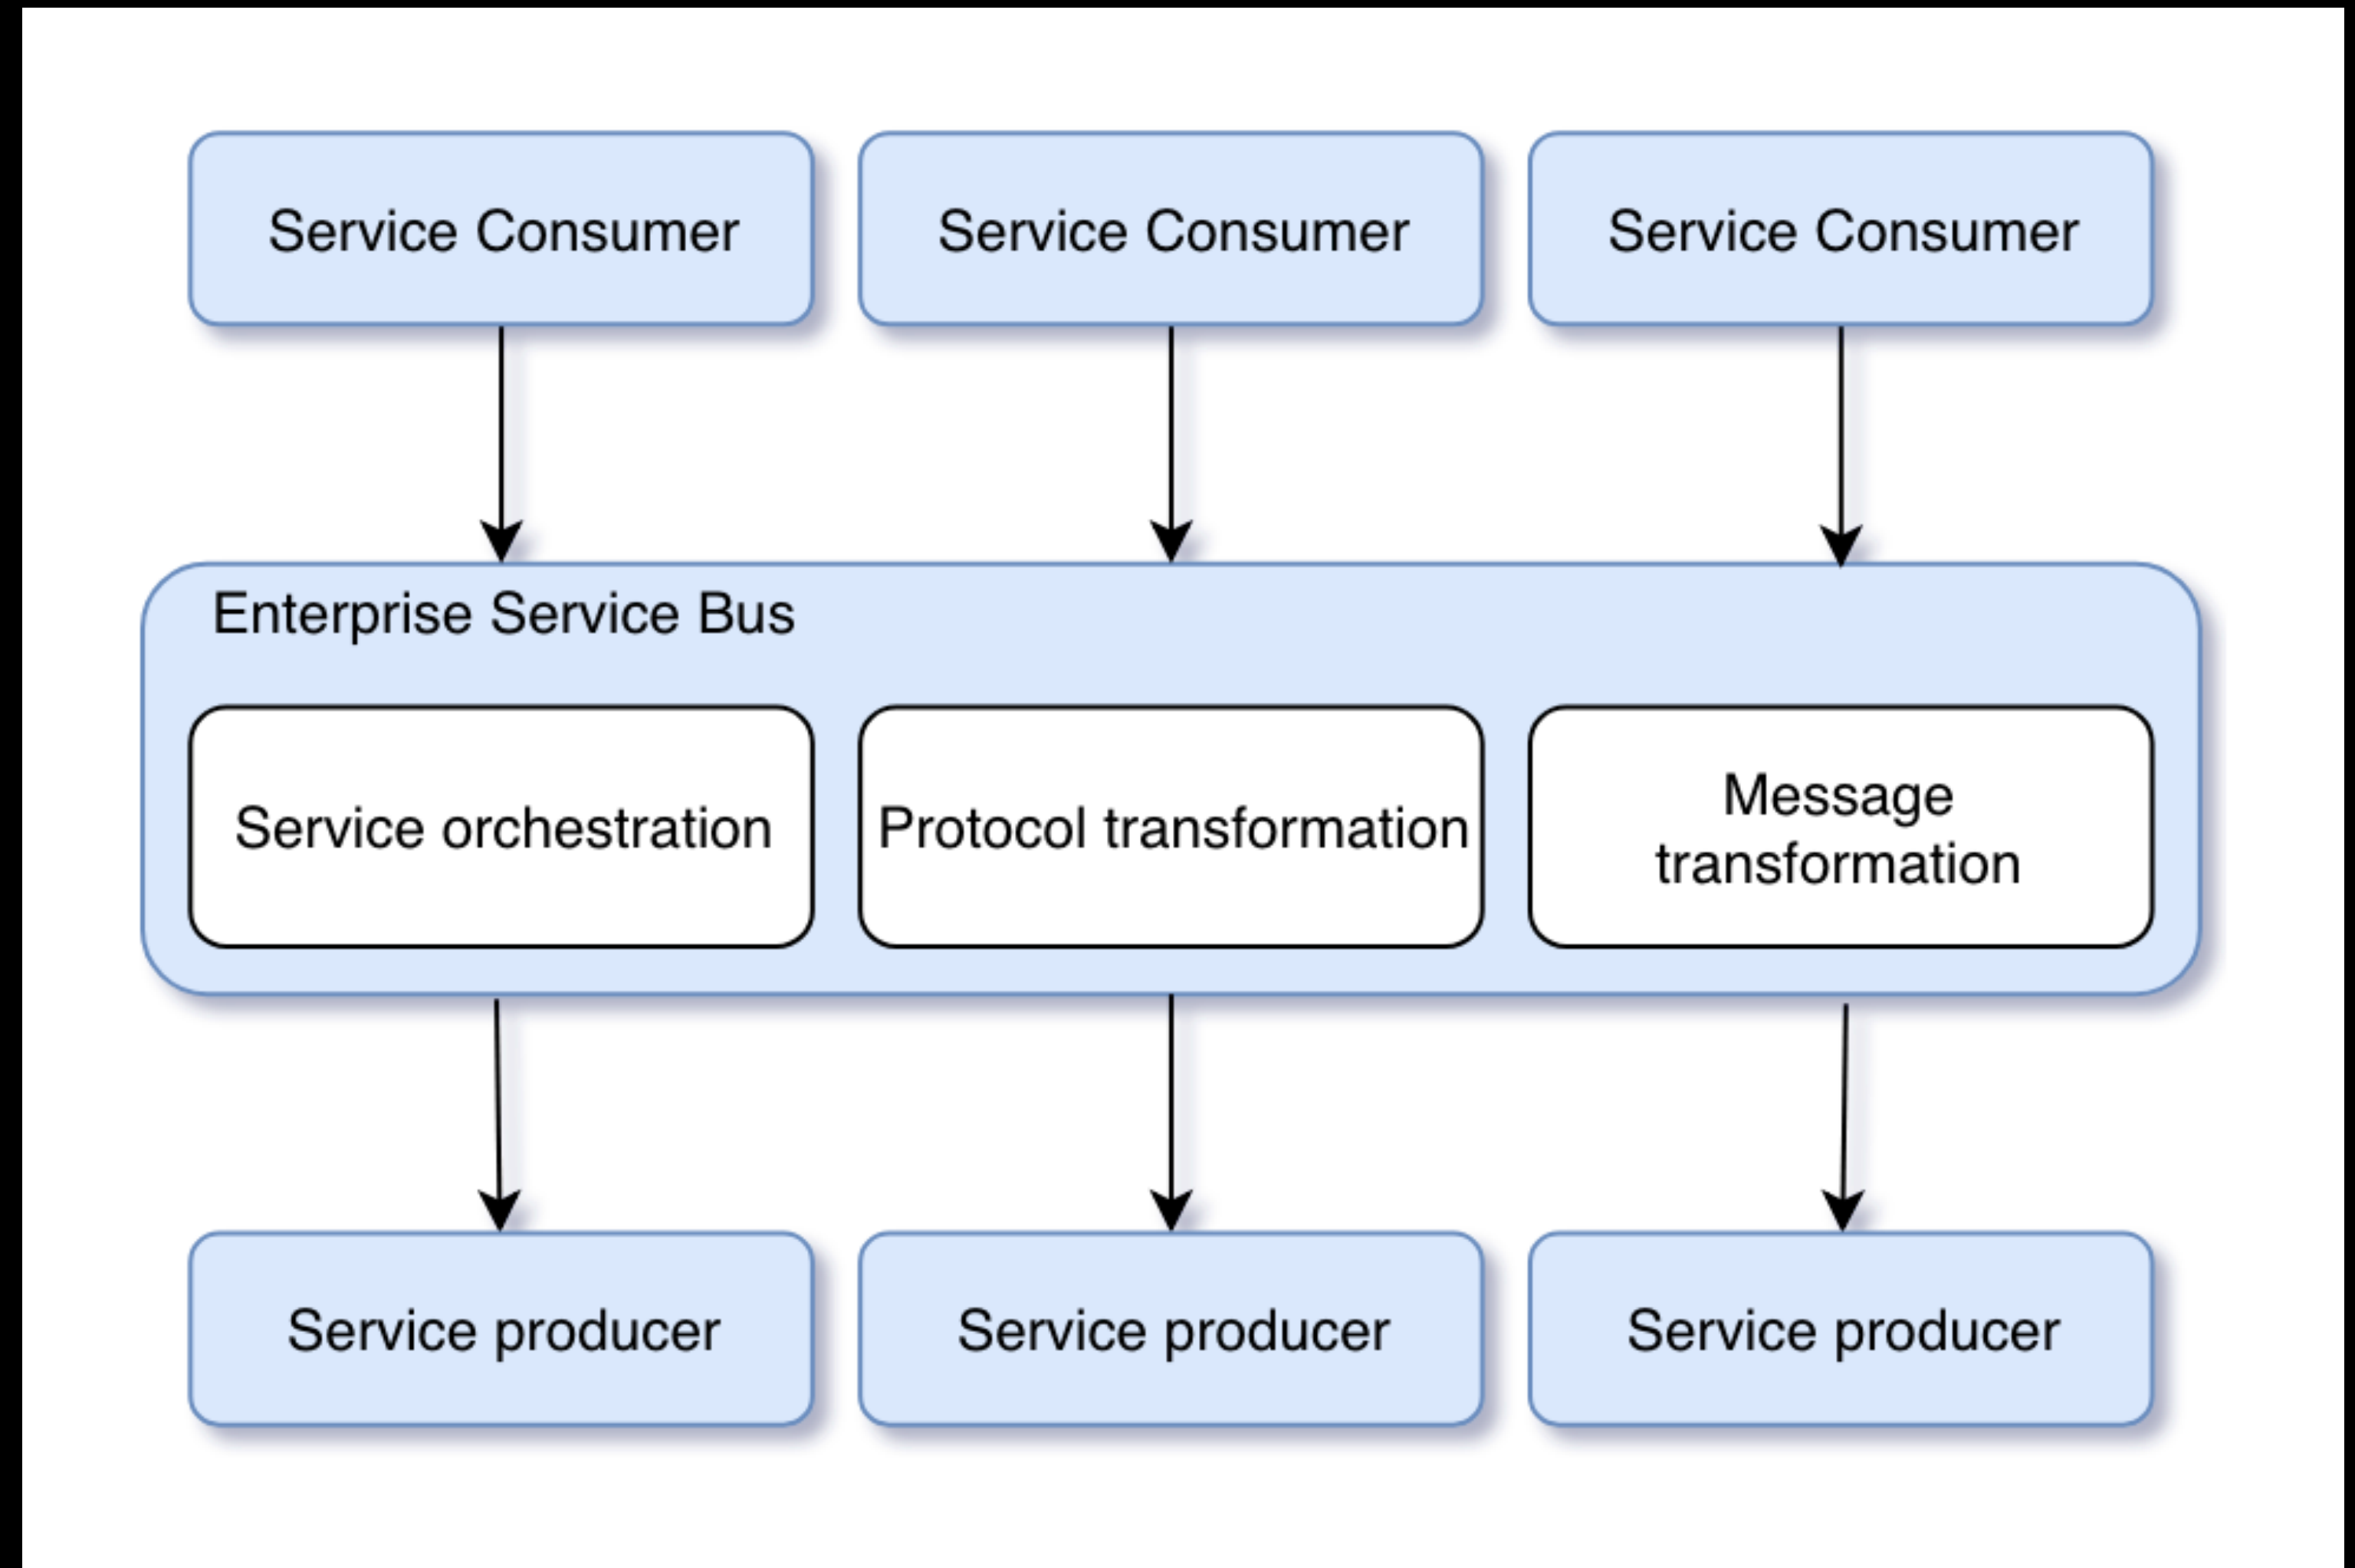 Service Consumer
Service Consumer
Service Consumer
Enterprise Service Bus
Service orchestration
Protocol transformation
Message
transformation
Service producer
Service producer
Service producer